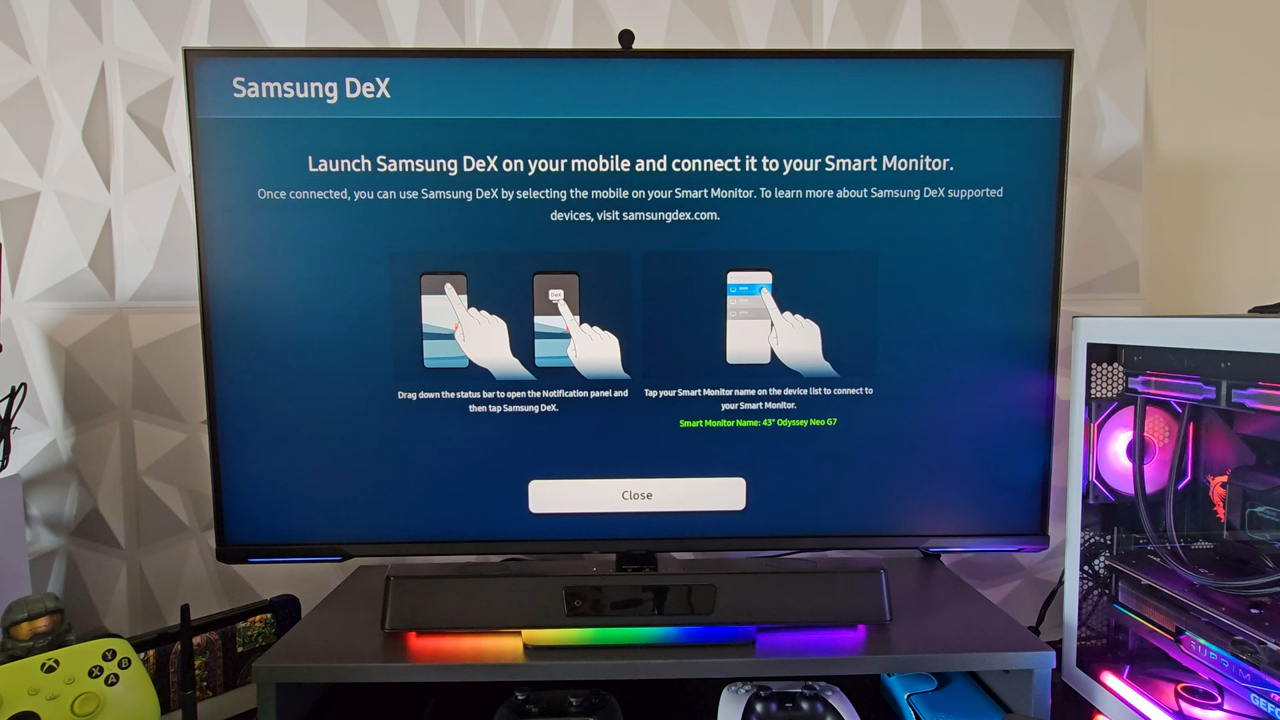 Samsung DeX
Launch Samsung DeX on your mobile and connect it to your Smart Monitor.
Once connected, you can use Samsung DeX by selecting the mobile on your Smart Monitor. To learn more about Samsung DeX supported
devices, visit samsungdex.com.
DeX
Drag down the status bar to open the Notification panel and
then tap Samsung DeX.
Tap your Smart Monitor name on the device list to connect to
your Smart Monitor.
Smart Monitor Name: 43" Odyssey Neo G7
Close
Y
X
B
A
SUPRIM